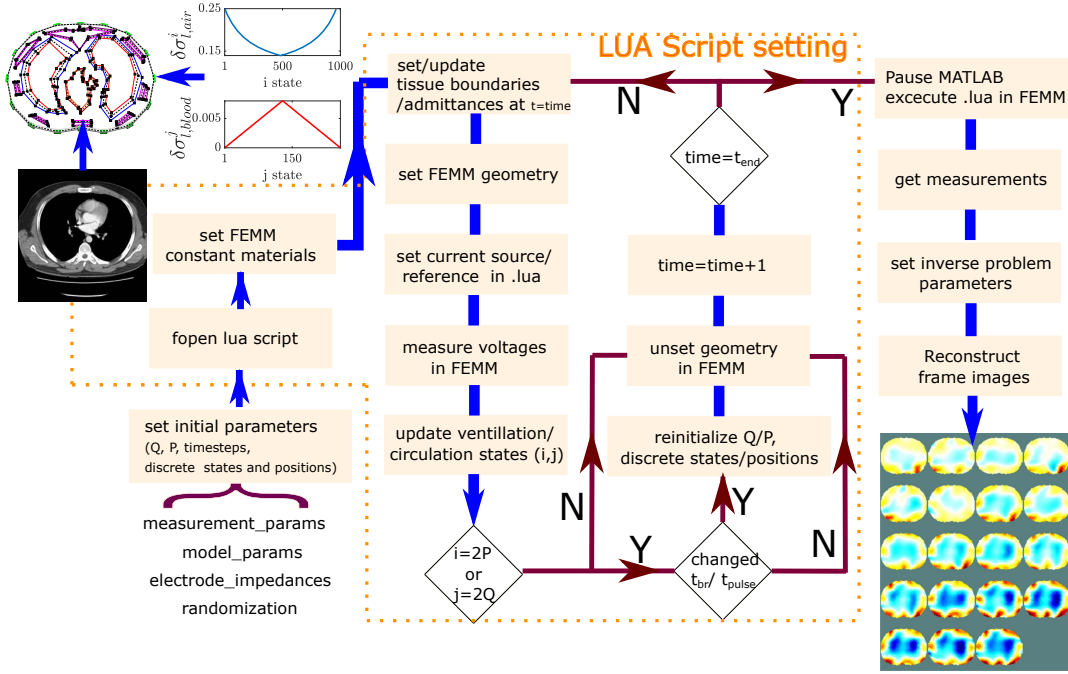 0.25
0.15
1
500
1000
i state
δσ^i_{l,air}
0.005
0
1
150
j state
δσ^j_{l,blood}
LUA Script setting
set FEMM
constant materials
fopen lua script
set initial parameters
(Q, P, timesteps,
discrete states and positions)
measurement_params
model_params
electrode_impedances
randomization
set/update
tissue boundaries
/admittances at t=time
set FEMM geometry
set current source/
reference in .lua
measure voltages
in FEMM
update ventillation/
circulation states (i,j)
i=2P
or
j=2Q
N
Y
changed
t_br/ t_pulse
Y
N
reinitialize Q/P,
discrete states/positions
unset geometry
in FEMM
time=time+1
time=t_end
N
Y
Pause MATLAB
excecute .lua in FEMM
get measurements
set inverse problem
parameters
Reconstruct
frame images